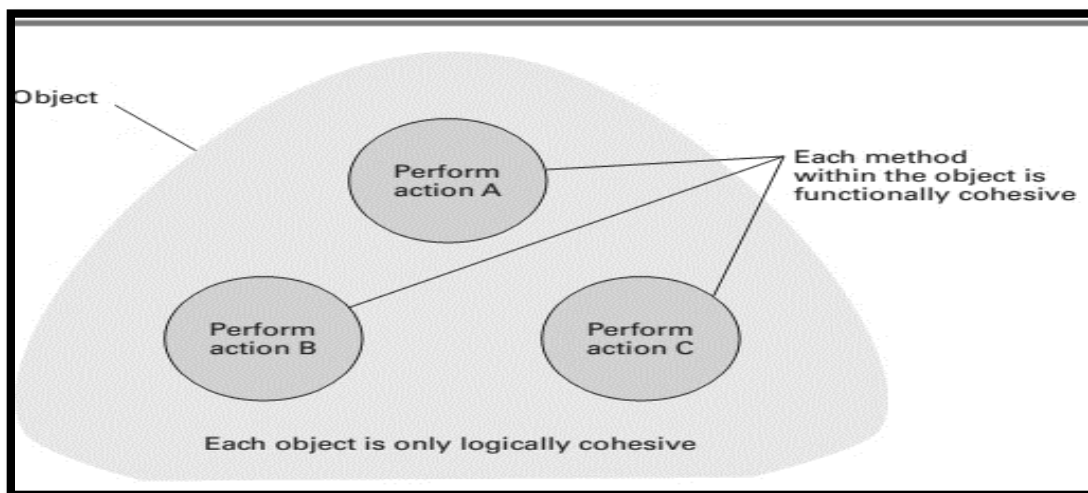 Object
Perform
action A
Each method
within the object is
functionally cohesive
Perform
action B
Perform
action C
Each object is only logically cohesive